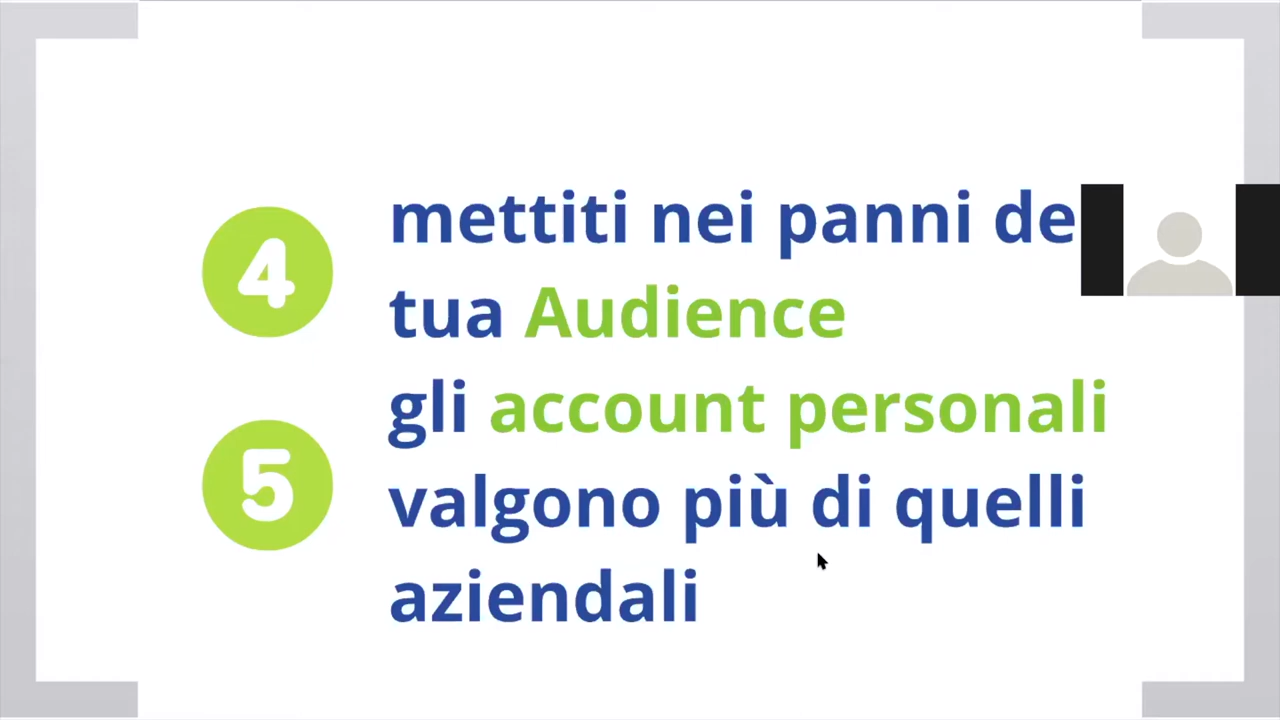 4
mettiti nei panni de
tua Audience
5
gli account personali
valgono più di quelli
aziendali